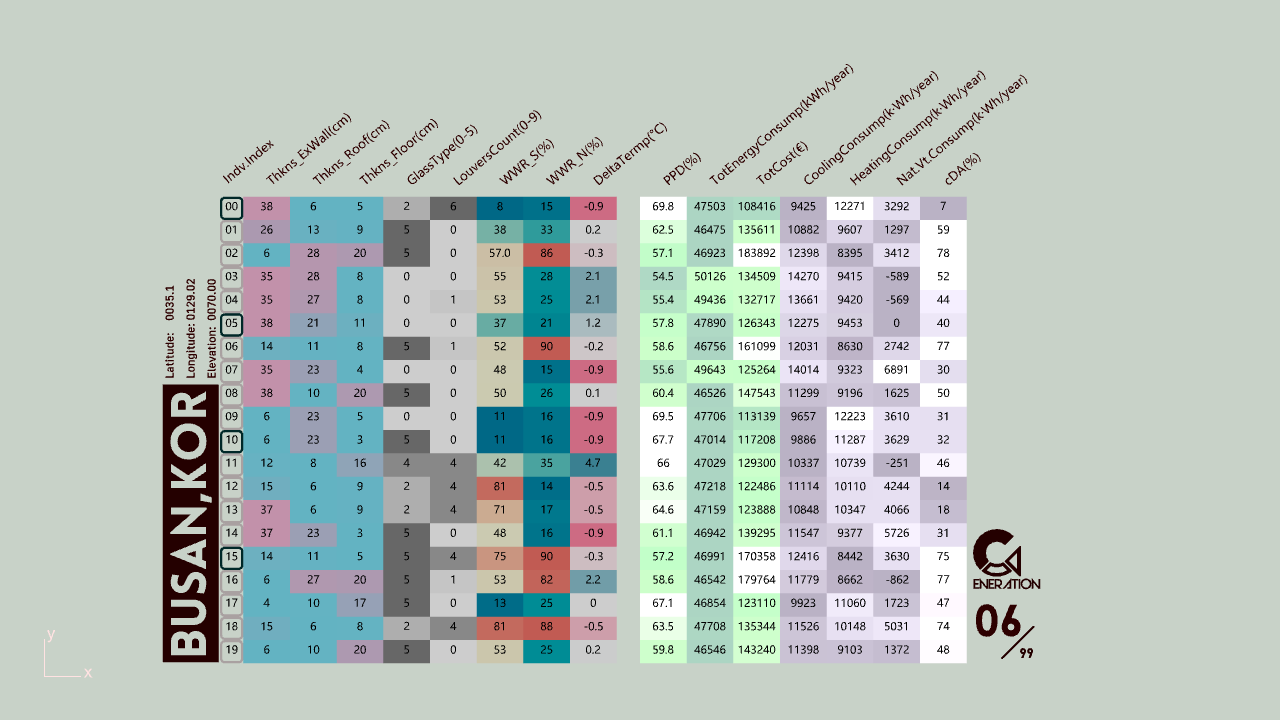 Indv.Index Thkns_ExWall(cm) Thkns_Roof(cm) Thkns_Floor(cm) GlassType(0-5) LouversCount(0-9) WWR_S(%) WWR_N(%) DeltaTermp(°C) PPD(%) TotEnergyConsump(kWh/year) TotCost(€) CoolingConsump(k·Wh/year) HeatingConsump(k·Wh/year) Nat.Vt.Consump(k·Wh/year) cDA(%)
00 38 6 5 2 6 8 15 -0.9 69.8 47503 108416 9425 12271 3292 7
01 26 13 9 5 0 38 33 0.2 62.5 46475 135611 10882 9607 1297 59
02 6 28 20 5 0 57.0 86 -0.3 57.1 46923 183892 12398 8395 3412 78
03 35 28 8 0 0 55 28 2.1 54.5 50126 134509 14270 9415 -589 52
04 35 27 8 0 1 53 25 2.1 55.4 49436 132717 13661 9420 -569 44
05 38 21 11 0 0 37 21 1.2 57.8 47890 126343 12275 9453 0 40
06 14 11 8 5 1 52 90 -0.2 58.6 46756 161099 12031 8630 2742 77
07 35 23 4 0 0 48 15 -0.9 55.6 49643 125264 14014 9323 6891 30
08 38 10 20 5 0 50 26 0.1 60.4 46526 147543 11299 9196 1625 50
09 6 23 5 0 0 11 16 -0.9 69.5 47706 113139 9657 12223 3610 31
10 6 23 3 5 0 11 16 -0.9 67.7 47014 117208 9886 11287 3629 32
11 12 8 16 4 4 42 35 4.7 66 47029 129300 10337 10739 -251 46
12 15 6 9 2 4 81 14 -0.5 63.6 47218 122486 11114 10110 4244 14
13 37 6 9 2 4 71 17 -0.5 64.6 47159 123888 10848 10347 4066 18
14 37 23 3 5 0 48 16 -0.9 61.1 46942 139295 11547 9377 5726 31
15 14 11 5 5 4 75 90 -0.3 57.2 46991 170358 12416 8442 3630 75
16 6 27 20 5 1 53 82 2.2 58.6 46542 179764 11779 8662 -862 77
17 4 10 17 5 0 13 25 0 67.1 46854 123110 9923 11060 1723 47
18 15 6 8 2 4 81 88 -0.5 63.5 47708 135344 11526 10148 5031 74
19 6 10 20 5 0 53 25 0.2 59.8 46546 143240 11398 9103 1372 48
Latitude: 0035.1
Longitude: 0129.02
Elevation: 0070.00
BUSAN,KOR
ENERATION
06/99
y
x